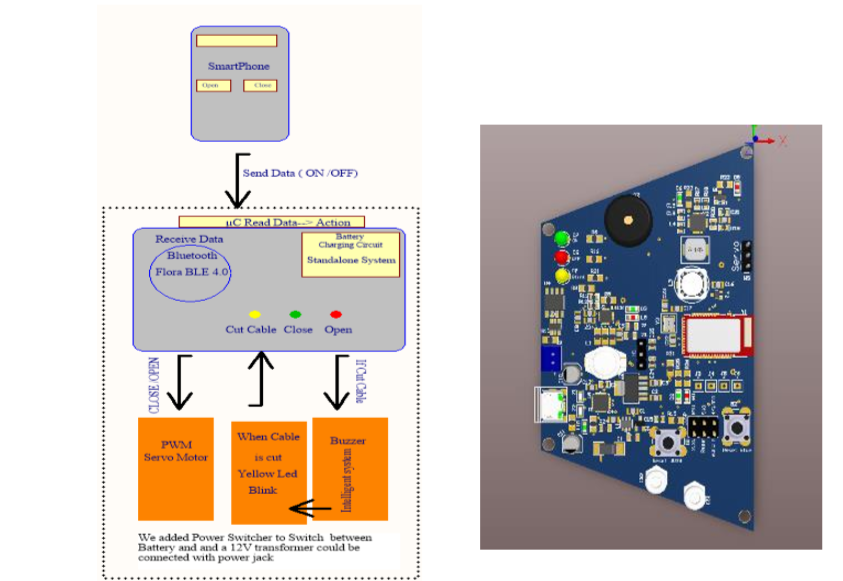 SmartPhone
Open Close
Send Data ( ON /OFF)
µC Read Data--> Action
Receive Data
Bluetooth
Flora BLE 4.0
Battery
Charging Circuit
Standalone System
Cut Cable Close Open
CLOSE /OPEN
If Cut Cable
PWM
Servo Motor
When Cable
is cut
Yellow Led
Blink
Buzzer
Intelligent system
We added Power Switcher to Switch between
Battery and and a 12V transformer could be
connected with power jack
Servo
X